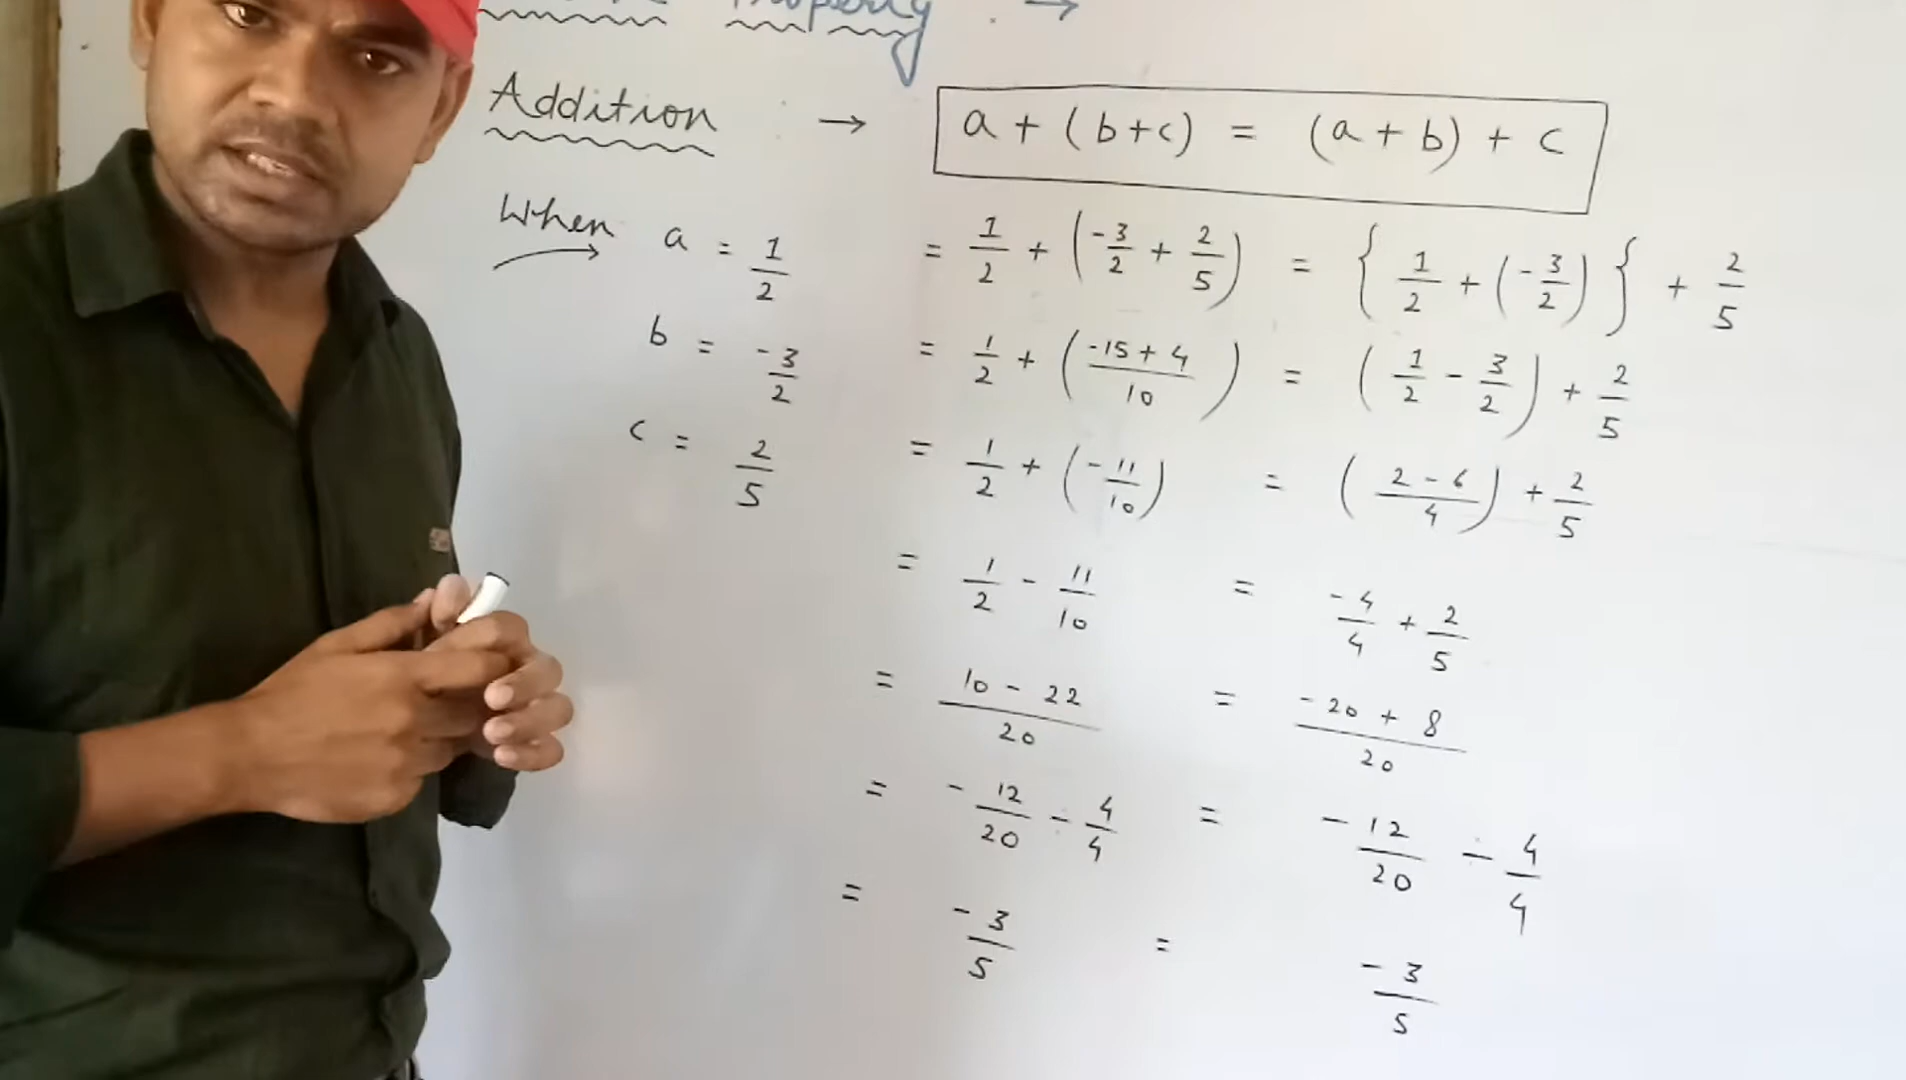 Property : →
Addition → a + (b+c) = (a + b) + c
When a = 1/2
b = -3/2
c = 2/5
= 1/2 + (-3/2 + 2/5) = {1/2 + (-3/2)} + 2/5
= 1/2 + (-15 + 4/10) = (1/2 - 3/2) + 2/5
= 1/2 + (-11/10) = (2 - 6/4) + 2/5
= 1/2 - 11/10 = -4/4 + 2/5
= 10 - 22/20 = -20 + 8/20
= -12/20 ÷ 4/4 = -12/20 ÷ 4/4
= -3/5 = -3/5